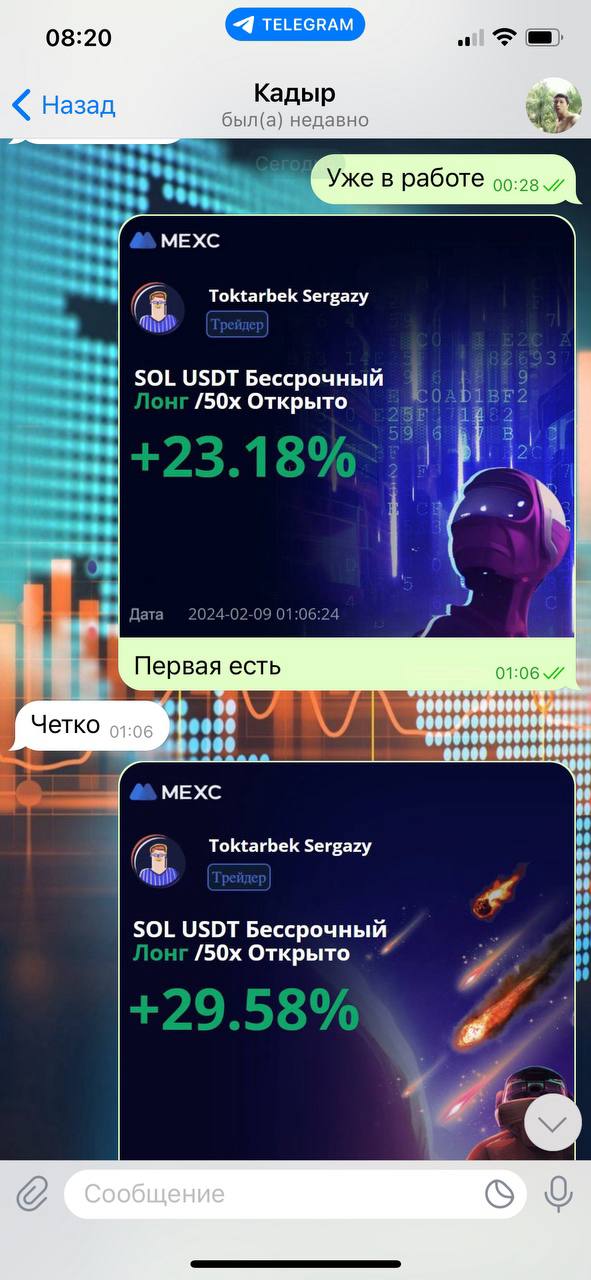 08:20
TELEGRAM
Назад
Кадыр
был(а) недавно
Уже в работе 00:28
MEXC
Toktarbek Sergazy
Трейдер
SOL USDT Бессрочный
Лонг /50x Открыто
+23.18%
Дата 2024-02-09 01:06:24
Первая есть 01:06
Четко 01:06
MEXC
Toktarbek Sergazy
Трейдер
SOL USDT Бессрочный
Лонг /50x Открыто
+29.58%
Сообщение